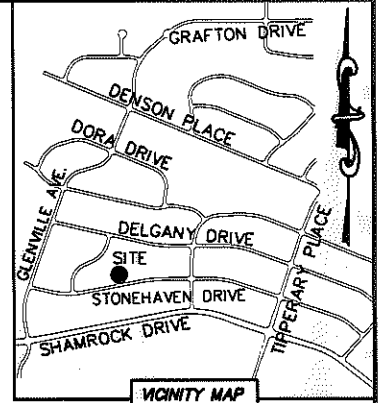 GRAFTON DRIVE
DENSON PLACE
DORA DRIVE
GLENVILLE AVE.
DELGANY DRIVE
TIPPERARY PLACE
SITE
STONEHAVEN DRIVE
SHAMROCK DRIVE
VICINITY MAP